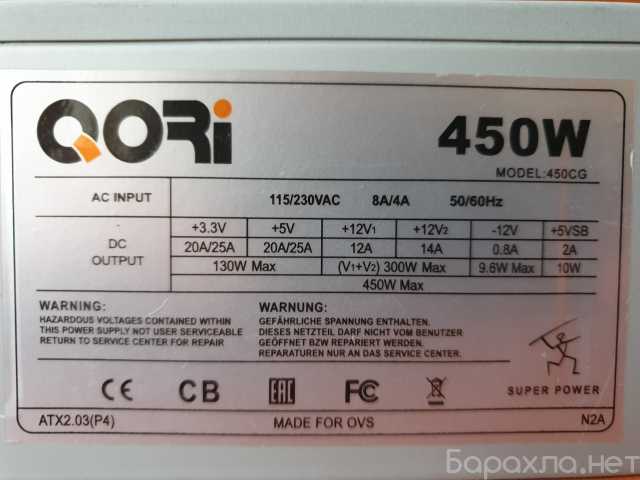 QORi
450W
MODEL:450CG
AC INPUT 115/230VAC 8A/4A 50/60Hz
DC OUTPUT
+3.3V +5V +12V1 +12V2 -12V +5VSB
20A/25A 20A/25A 12A 14A 0.8A 2A
130W Max (V1+V2) 300W Max 9.6W Max 10W
450W Max
WARNING:
HAZARDOUS VOLTAGES CONTAINED WITHIN
THIS POWER SUPPLY NOT USER SERVICEABLE
RETURN TO SERVICE CENTER FOR REPAIR
WARNUNG:
GEFÄHRLICHE SPANNUNG ENTHALTEN.
DIESES NETZTEIL DARF NICHT VOM BENUTZER
GEÖFFNET BZW REPARIERT WERDEN.
REPARATUREN NUR AN DAS SERVICE CENTER.
CE CB EAC FC
SUPER POWER
ATX2.03(P4) MADE FOR OVS N2A
Барахла.нет